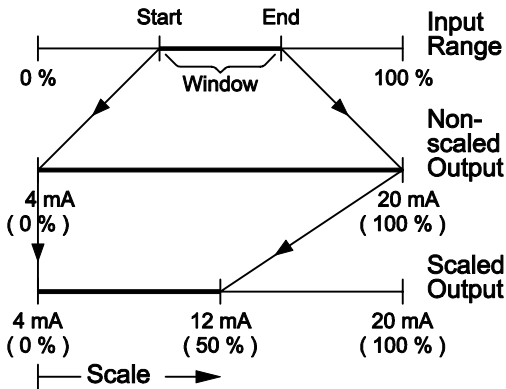 Start End
Input
Range
0 % Window 100 %
Non-
scaled
Output
4 mA 20 mA
( 0 % ) ( 100 % )
Scaled
Output
4 mA 12 mA 20 mA
( 0 % ) ( 50 % ) ( 100 % )
Scale